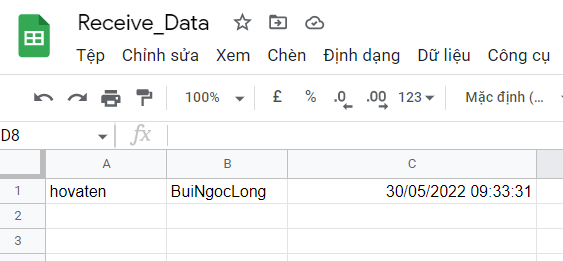 Receive_Data
Tệp Chỉnh sửa Xem Chèn Định dạng Dữ liệu Công cụ
100% £ % .0 .00 123 Mặc định (...
D8 fx
A B C
1 hovaten BuiNgocLong 30/05/2022 09:33:31
2
3